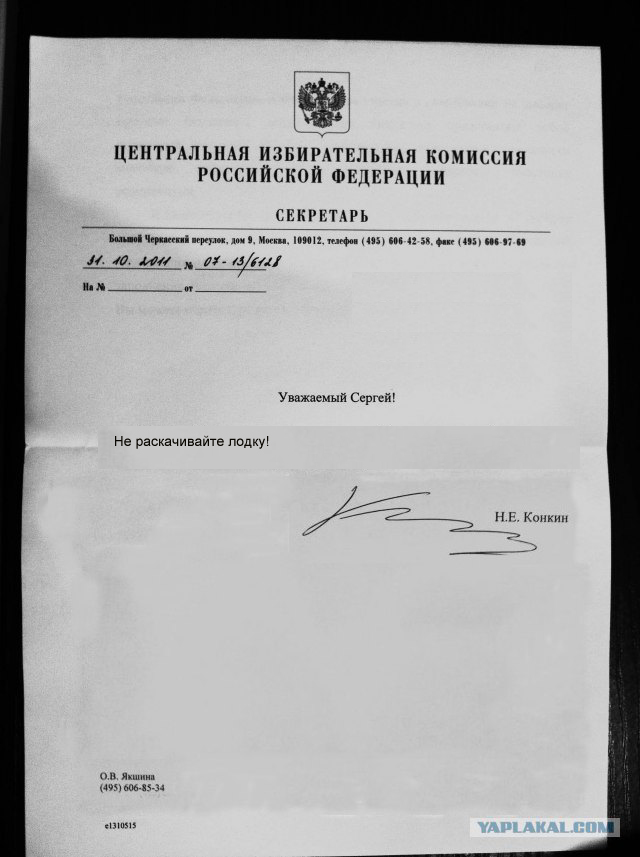 ЦЕНТРАЛЬНАЯ ИЗБИРАТЕЛЬНАЯ КОМИССИЯ
РОССИЙСКОЙ ФЕДЕРАЦИИ
СЕКРЕТАРЬ
Большой Черкасский переулок, дом 9, Москва, 109012, телефон (495) 606-42-58, факс (495) 606-97-69
31. 10. 2011 № 07-13/6128
На № от
Уважаемый Сергей!
Не раскачивайте лодку!
Н.Е. Конкин
О.В. Якшина
(495) 606-85-34
е1310515
YAPLAKAL.COM